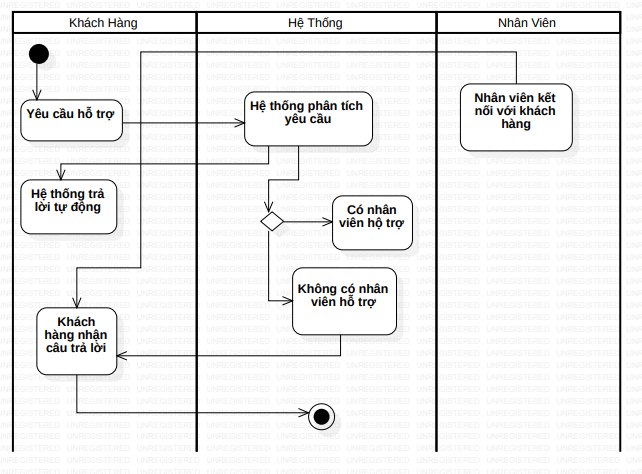 Khách Hàng
Hệ Thống
Nhân Viên
Yêu cầu hỗ trợ
Hệ thống phân tích
yêu cầu
Nhân viên kết
nối với khách
hàng
Hệ thống trả
lời tự động
Có nhân
viên hộ trợ
Không có nhân
viên hỗ trợ
Khách
hàng nhận
câu trả lời
UNREGISTERED